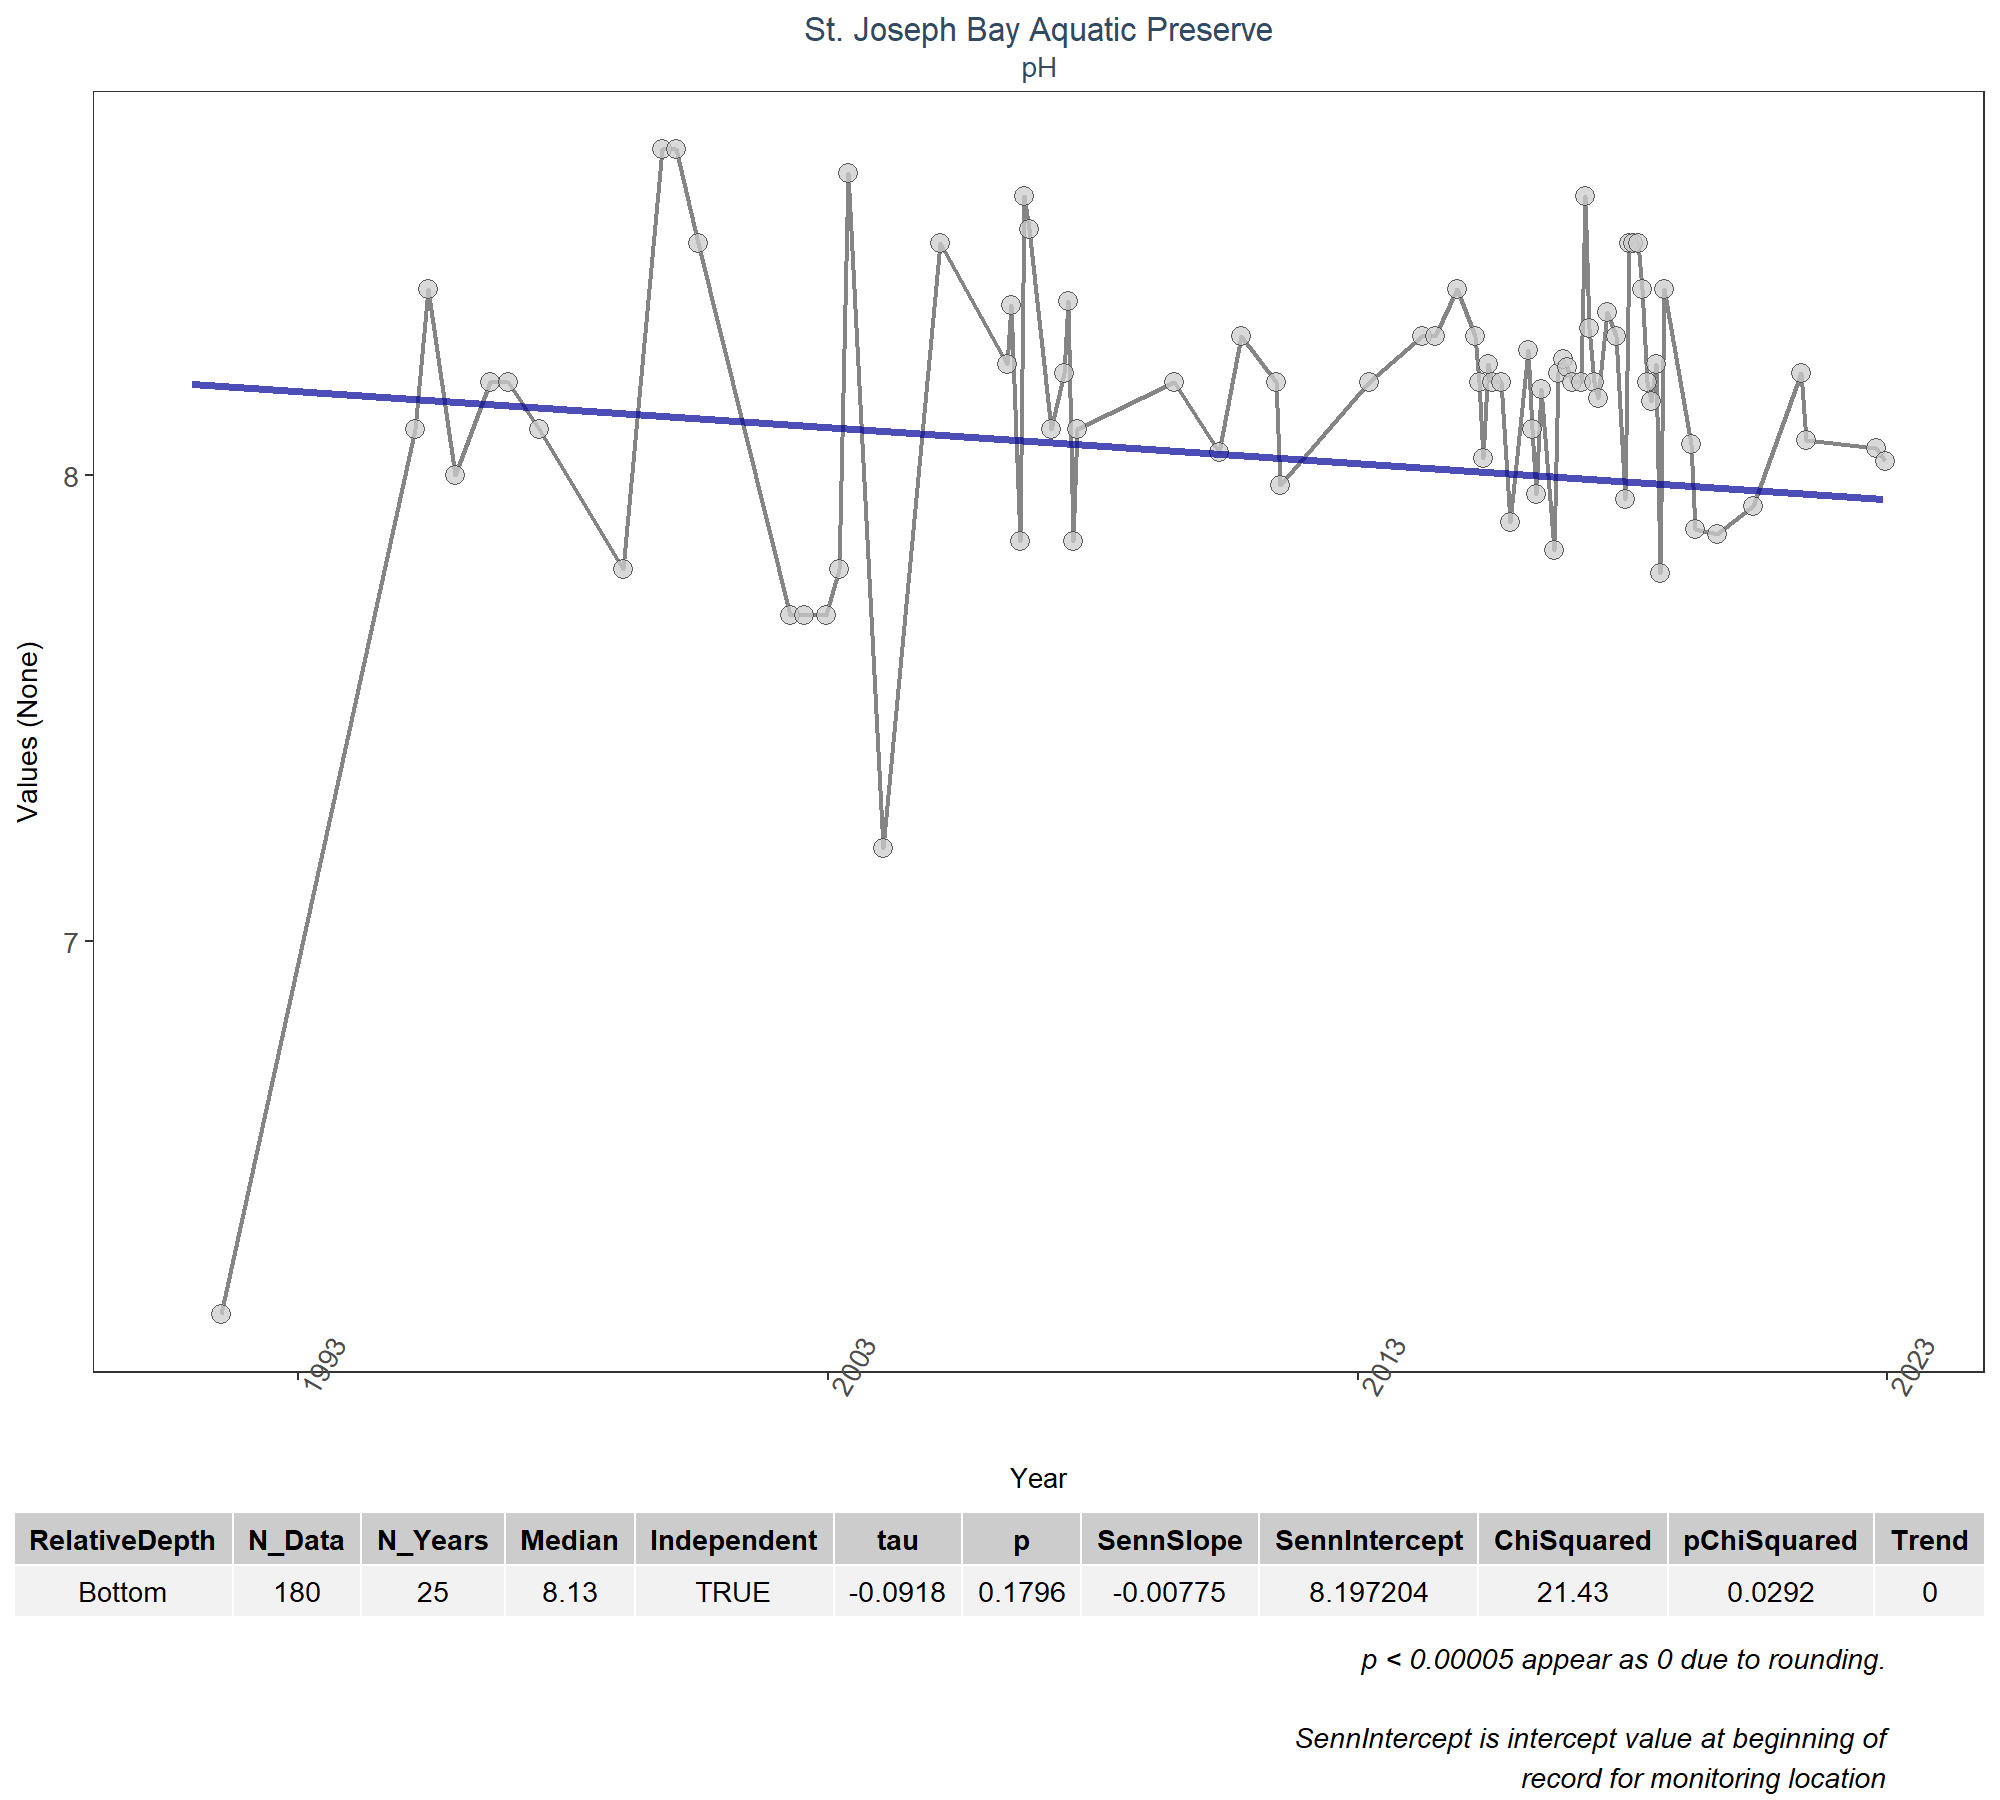 St. Joseph Bay Aquatic Preserve
pH
Values (None)
8
7
1993
2003
2013
2023
Year
RelativeDepth N_Data N_Years Median Independent tau p SennSlope SennIntercept ChiSquared pChiSquared Trend
Bottom 180 25 8.13 TRUE -0.0918 0.1796 -0.00775 8.197204 21.43 0.0292 0
p < 0.00005 appear as 0 due to rounding.
SennIntercept is intercept value at beginning of
record for monitoring location